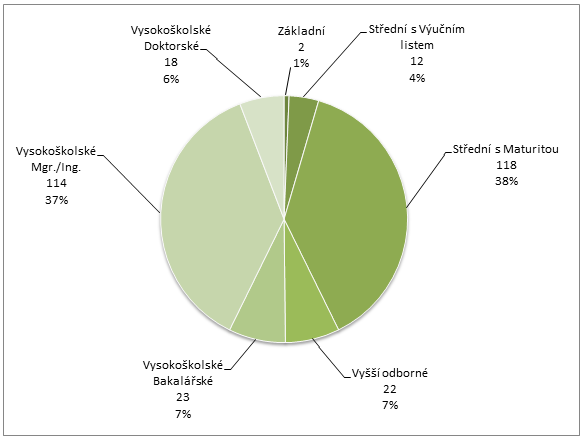 Základní
2
1%
Střední s Výučním
listem
12
4%
Střední s Maturitou
118
38%
Vyšší odborné
22
7%
Vysokoškolské
Bakalářské
23
7%
Vysokoškolské
Mgr./Ing.
114
37%
Vysokoškolské
Doktorské
18
6%